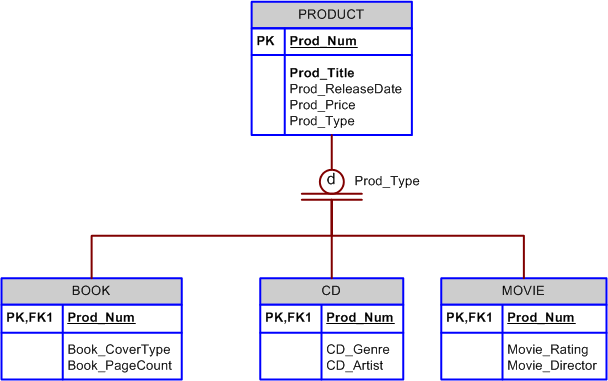 PRODUCT
PK Prod_Num
Prod_Title
Prod_ReleaseDate
Prod_Price
Prod_Type
d Prod_Type
BOOK
PK,FK1 Prod_Num
Book_CoverType
Book_PageCount
CD
PK,FK1 Prod_Num
CD_Genre
CD_Artist
MOVIE
PK,FK1 Prod_Num
Movie_Rating
Movie_Director